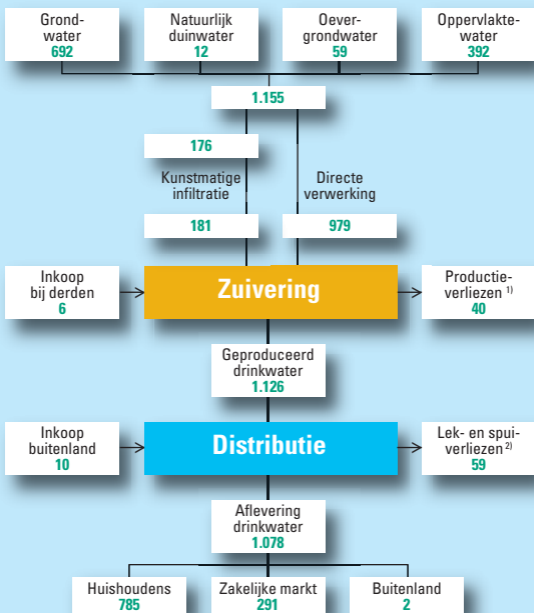 Grond-
water
692
Natuurlijk
duinwater
12
Oever-
grondwater
59
Oppervlakte-
water
392
1.155
176
Kunstmatige
infiltratie
Directe
verwerking
181
979
Inkoop
bij derden
6
Zuivering
Productie-
verliezen 1)
40
Geproduceerd
drinkwater
1.126
Inkoop
buitenland
10
Distributie
Lek- en spui-
verliezen 2)
59
Aflevering
drinkwater
1.078
Huishoudens
785
Zakelijke markt
291
Buitenland
2